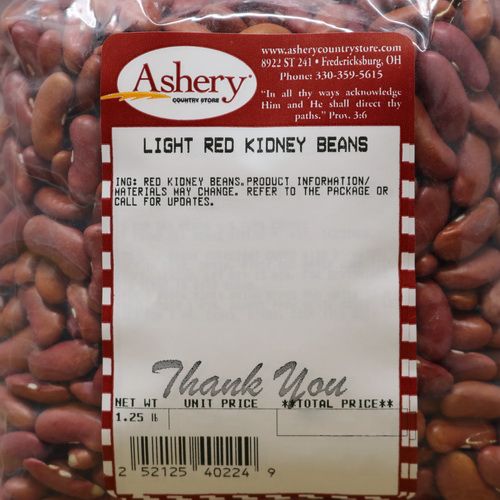 www.asherycountrystore.com
8922 ST 241 • Fredericksburg, OH
Phone: 330-359-5615
"In all thy ways acknowledge
Him and He shall direct thy
paths." Prov. 3:6
Ashery
COUNTRY STORE
LIGHT RED KIDNEY BEANS
ING: RED KIDNEY BEANS.PRODUCT INFORMATION/
MATERIALS MAY CHANGE. REFER TO THE PACKAGE OR
CALL FOR UPDATES.
Thank You
NET WT UNIT PRICE **TOTAL PRICE**
1.25 lb
2 52125 40224 9